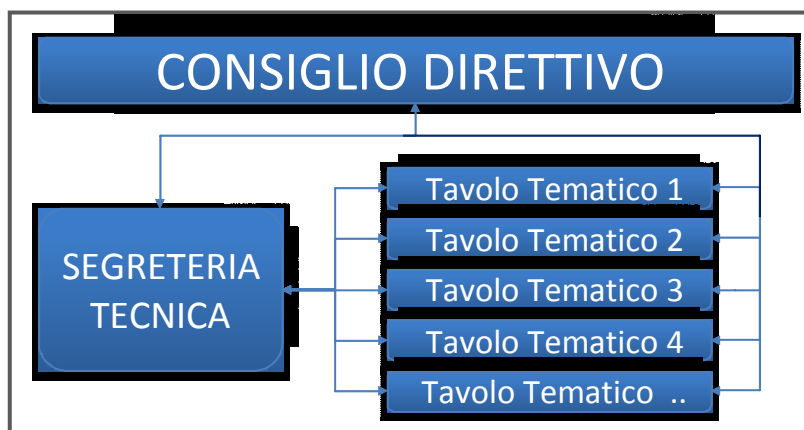 CONSIGLIO DIRETTIVO
SEGRETERIA
TECNICA
Tavolo Tematico 1
Tavolo Tematico 2
Tavolo Tematico 3
Tavolo Tematico 4
Tavolo Tematico ..